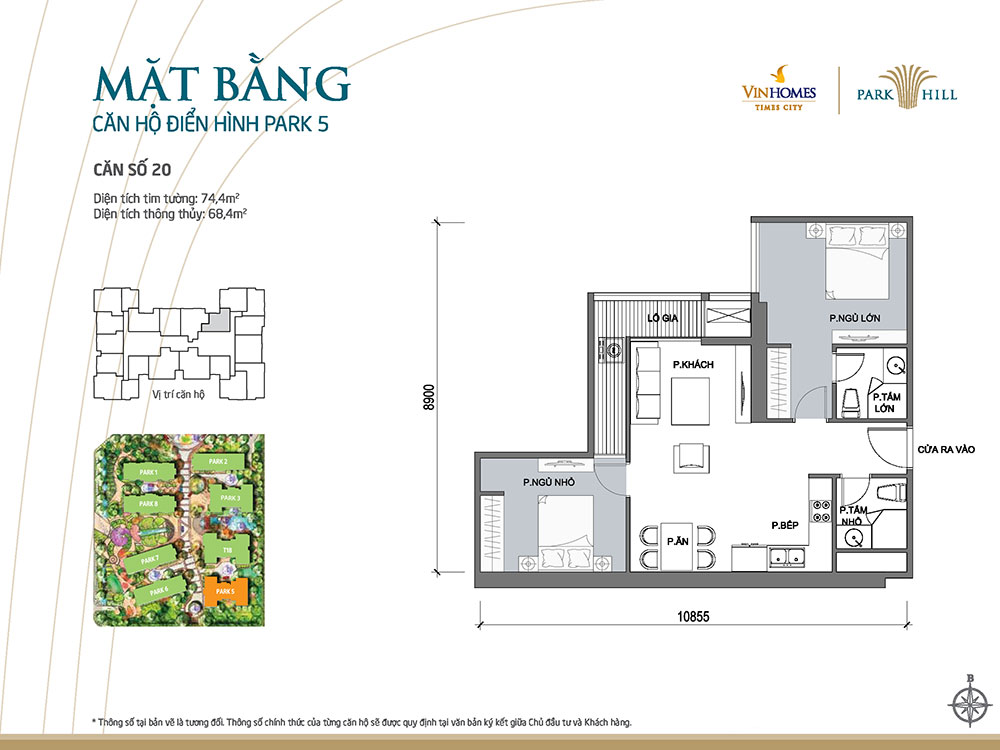 MẶT BẰNG
CĂN HỘ ĐIỂN HÌNH PARK 5
VINHOMES
TIMES CITY
PARK HILL
CĂN SỐ 20
Diện tích tim tường: 74,4m²
Diện tích thông thủy: 68,4m²
Vị trí căn hộ
PARK 1
PARK 2
PARK 8
PARK 3
PARK 7
T18
PARK 6
PARK 5
8900
LÔ GIA
P.NGỦ LỚN
P.KHÁCH
P.TẮM
LỚN
CỬA RA VÀO
P.NGỦ NHỎ
P.TẮM
NHỎ
P.BẾP
P.ĂN
10855
B
* Thông số tại bản vẽ là tương đối. Thông số chính thức của từng căn hộ sẽ được quy định tại văn bản ký kết giữa Chủ đầu tư và Khách hàng.